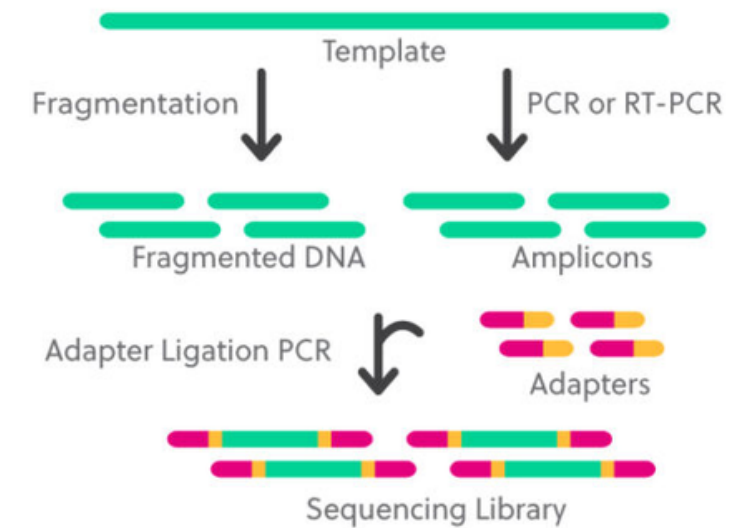 Template
Fragmentation
PCR or RT-PCR
Fragmented DNA
Amplicons
Adapter Ligation PCR
Adapters
Sequencing Library